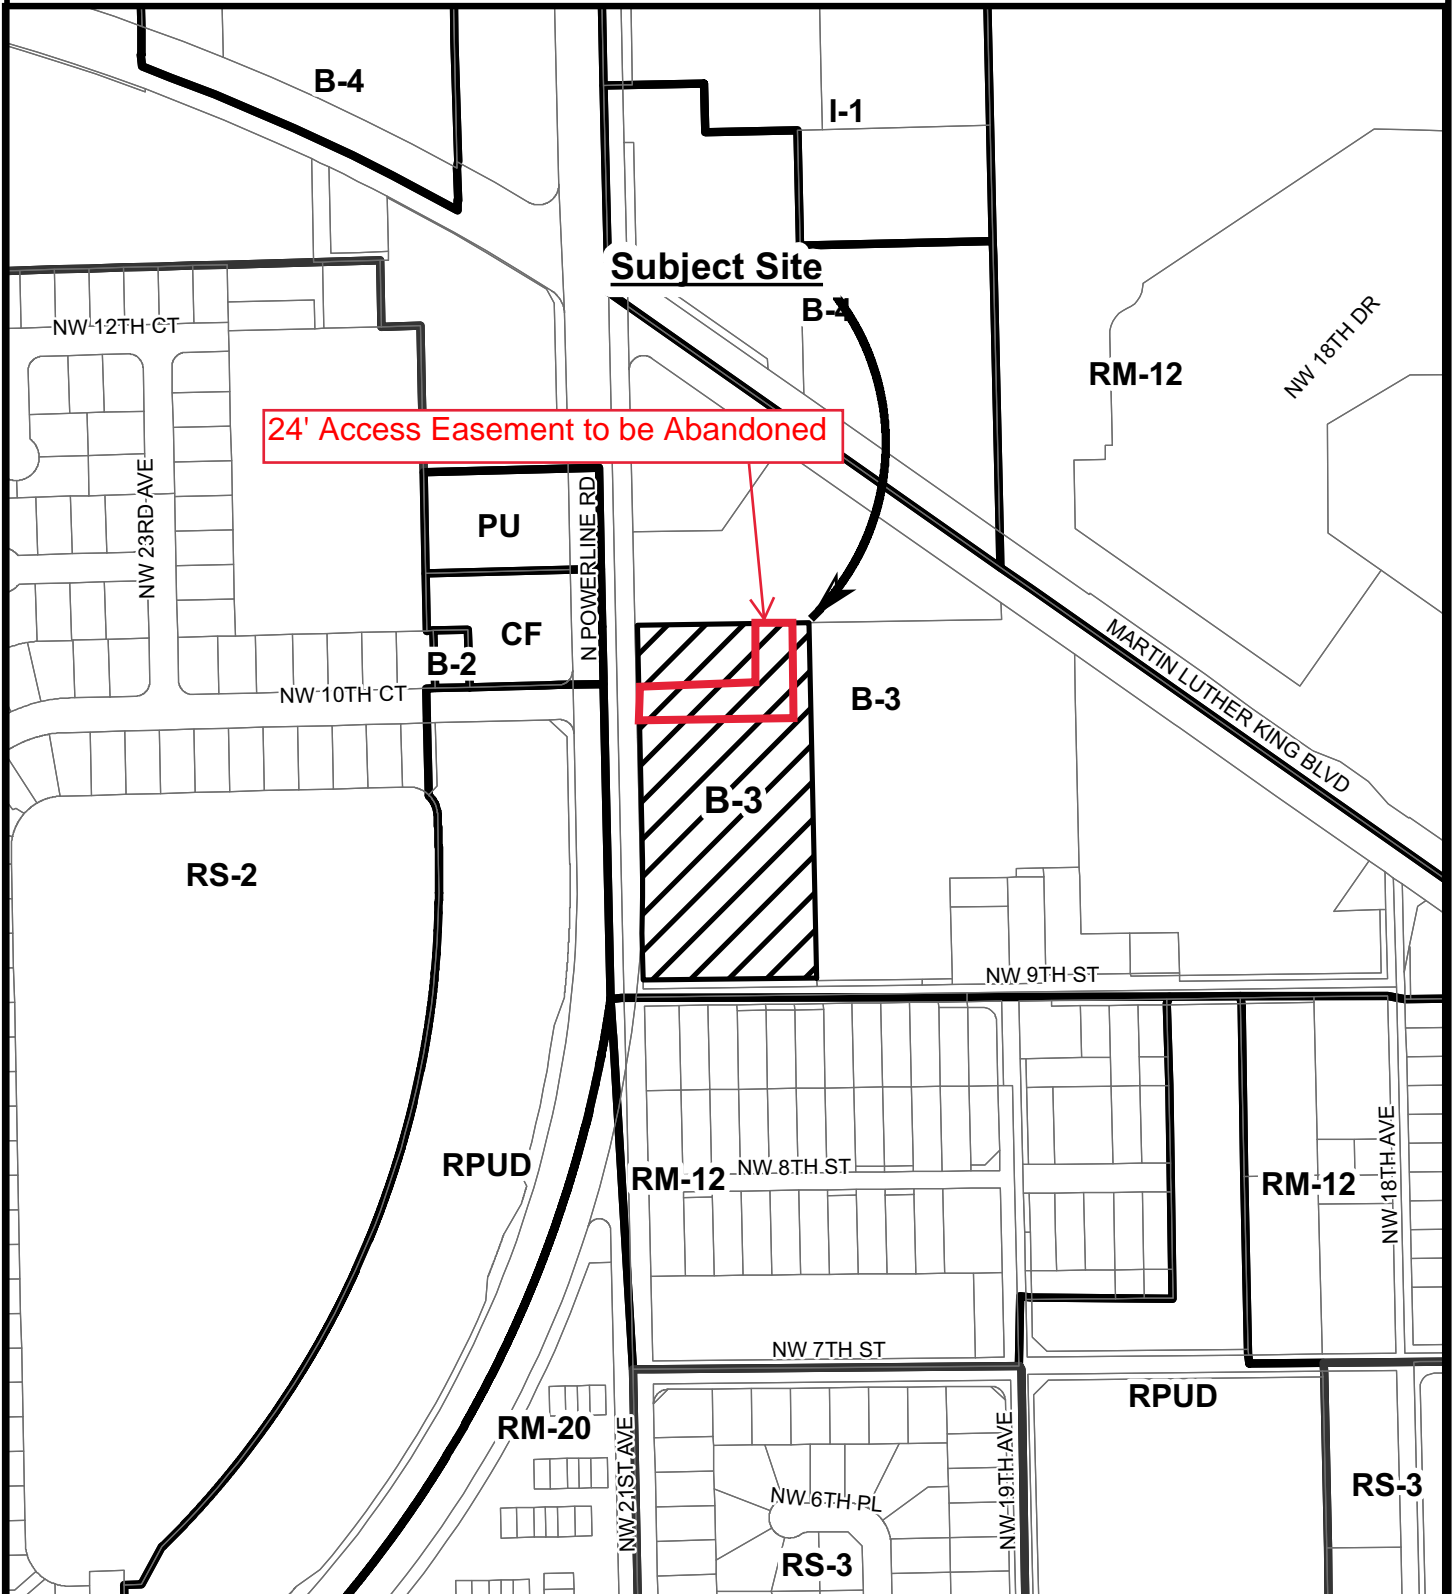 B-4
I-1
Subject Site
B-4
NW 12TH CT
NW 18TH DR
RM-12
24' Access Easement to be Abandoned
NW 23RD AVE
PU
N POWERLINE RD
CF
B-2
NW 10TH CT
MARTIN LUTHER KING BLVD
B-3
B-3
RS-2
NW 9TH ST
RPUD
RM-12
NW 8TH ST
RM-12
NW 18TH AVE
NW 7TH ST
RPUD
RM-20
NW 21ST AVE
NW 19TH AVE
RS-3
NW 6TH PL
RS-3